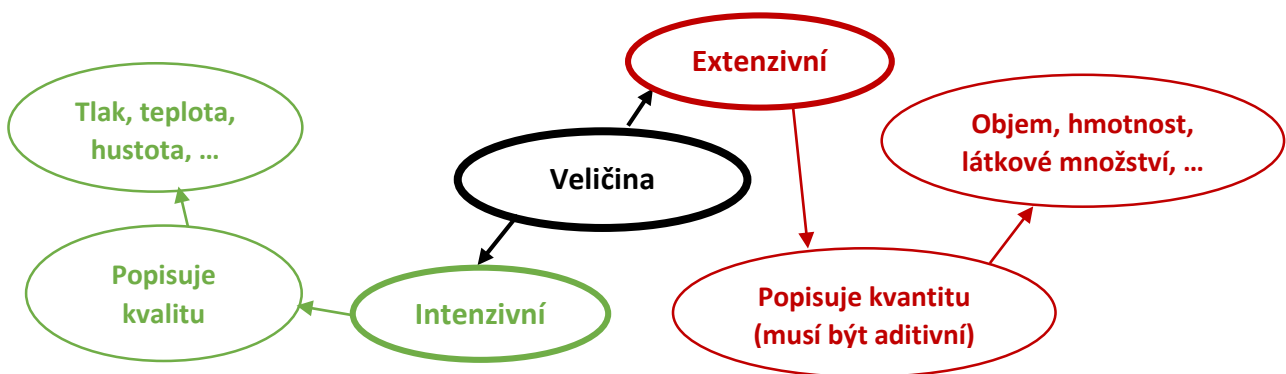 Extenzivní
Tlak, teplota,
hustota, …
Objem, hmotnost,
látkové množství, …
Veličina
Popisuje
kvalitu
Intenzivní
Popisuje kvantitu
(musí být aditivní)